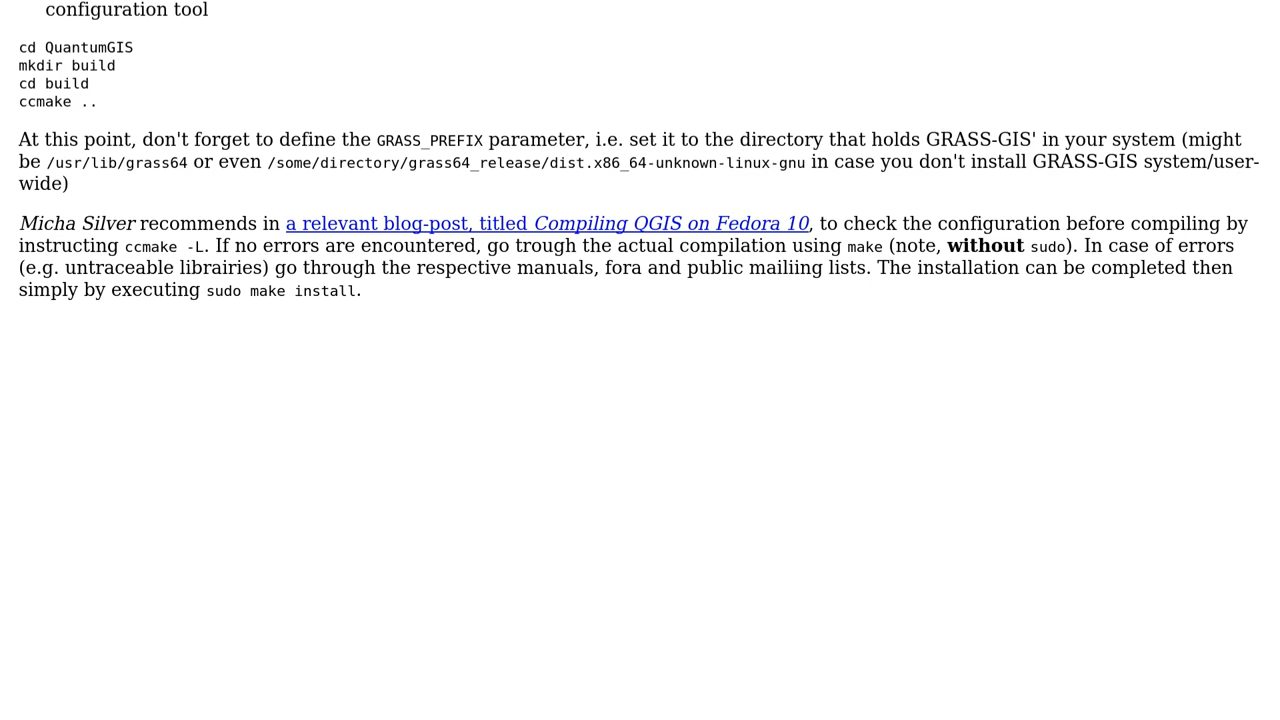 configuration tool
cd QuantumGIS
mkdir build
cd build
ccmake ..
At this point, don't forget to define the GRASS_PREFIX parameter, i.e. set it to the directory that holds GRASS-GIS' in your system (might
be /usr/lib/grass64 or even /some/directory/grass64_release/dist.x86_64-unknown-linux-gnu in case you don't install GRASS-GIS system/user-
wide)
Micha Silver recommends in a relevant blog-post, titled Compiling QGIS on Fedora 10, to check the configuration before compiling by
instructing ccmake -L. If no errors are encountered, go trough the actual compilation using make (note, without sudo). In case of errors
(e.g. untraceable librairies) go through the respective manuals, fora and public mailiing lists. The installation can be completed then
simply by executing sudo make install.